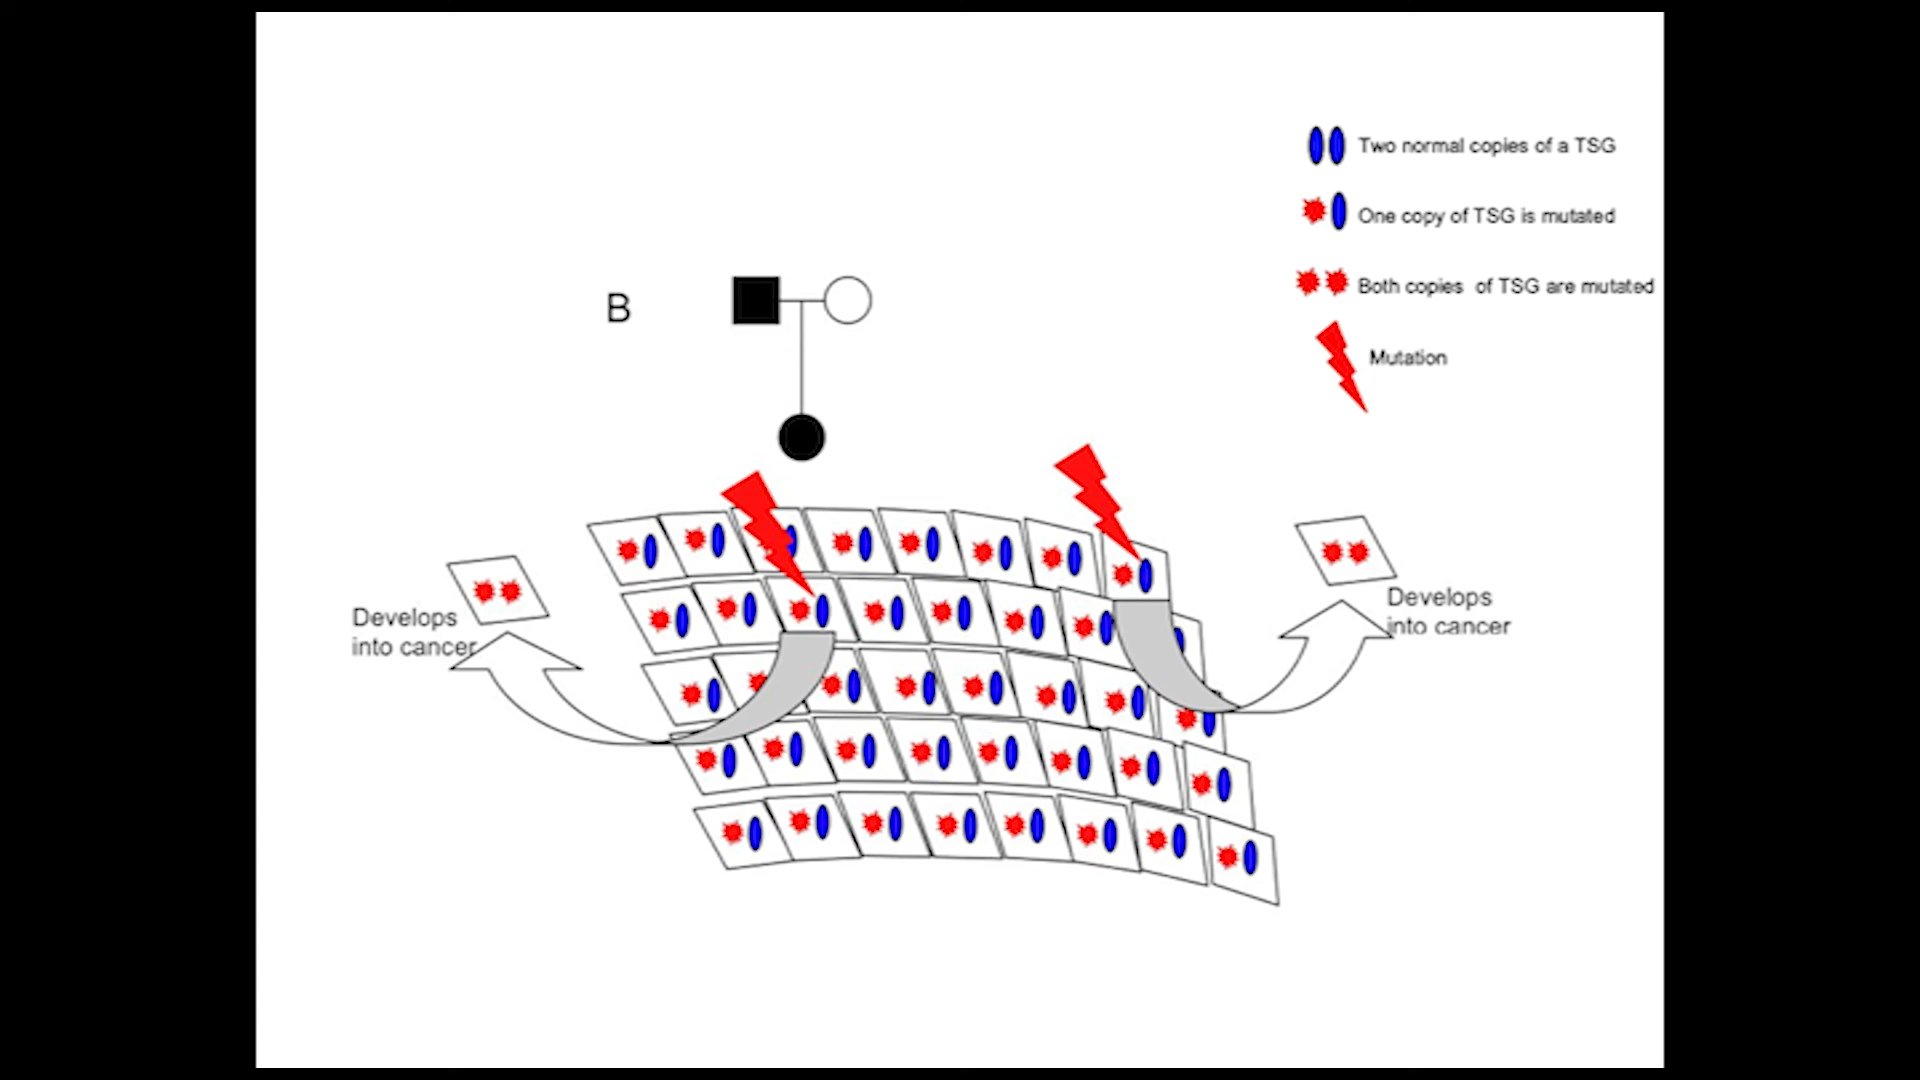 Two normal copies of a TSG
One copy of TSG is mutated
Both copies of TSG are mutated
Mutation
B
Develops
into cancer
Develops
into cancer